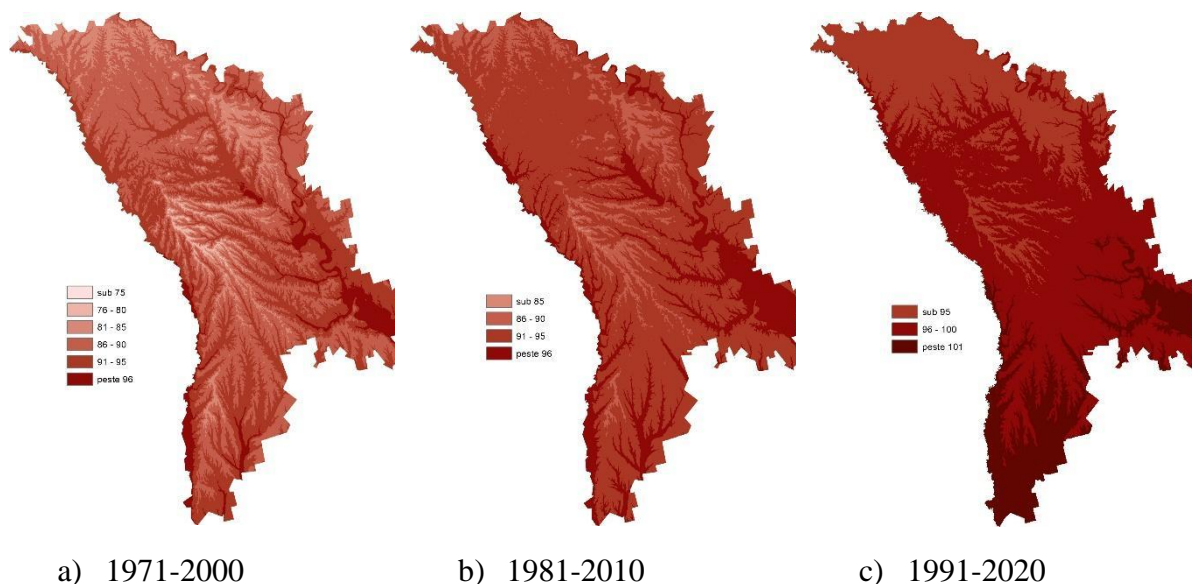 sub 75
76 - 80
81 - 85
86 - 90
91 - 95
peste 96
sub 85
86 - 90
91 - 95
peste 96
sub 95
96 - 100
peste 101
a) 1971-2000
b) 1981-2010
c) 1991-2020